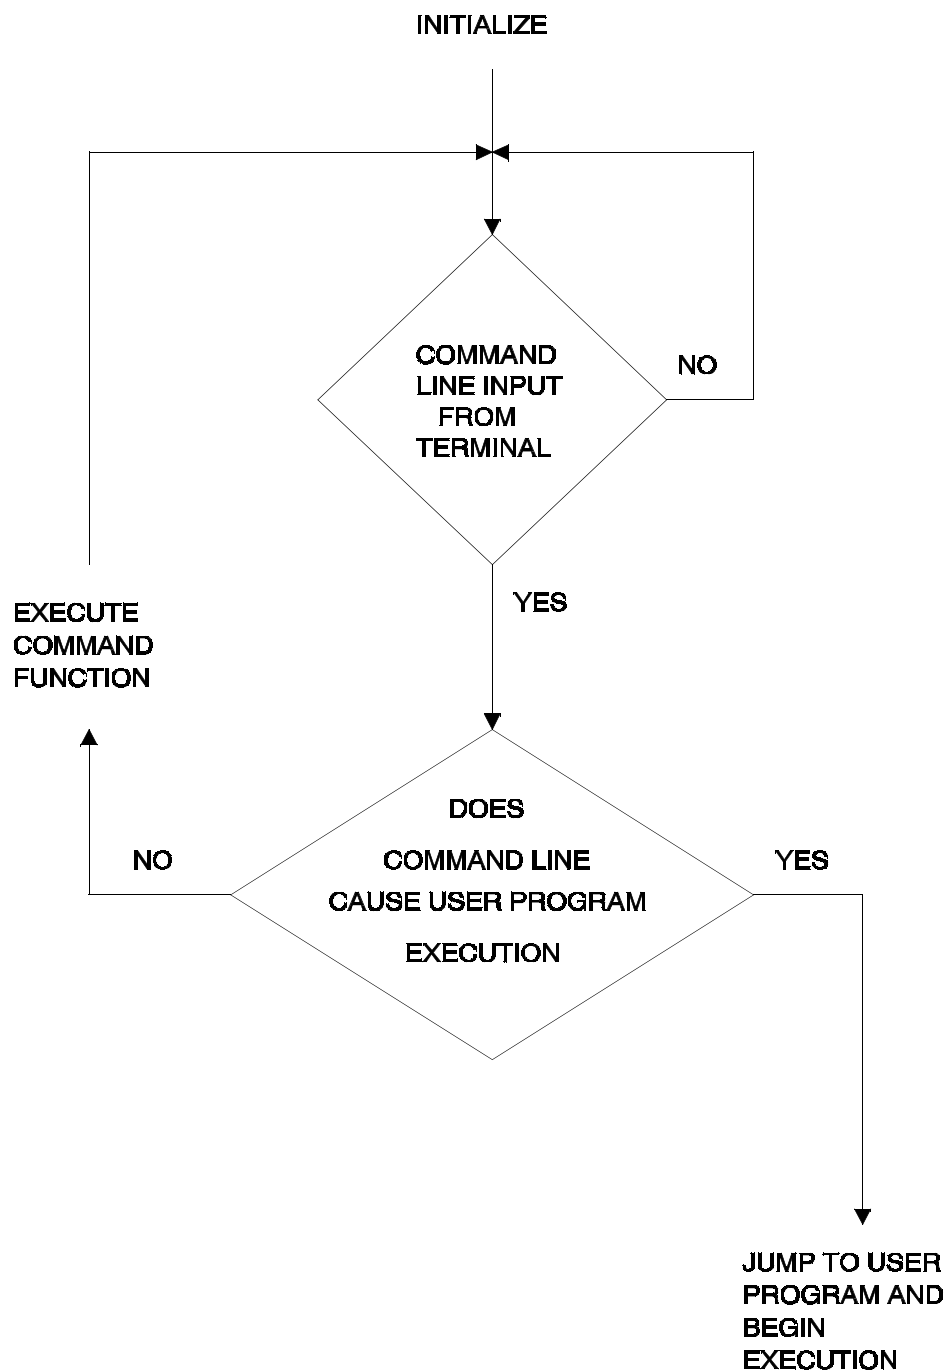 INITIALIZE
COMMAND
LINE INPUT
FROM
TERMINAL
NO
YES
EXECUTE
COMMAND
FUNCTION
DOES
COMMAND LINE
CAUSE USER PROGRAM
EXECUTION
NO
YES
JUMP TO USER
PROGRAM AND
BEGIN
EXECUTION